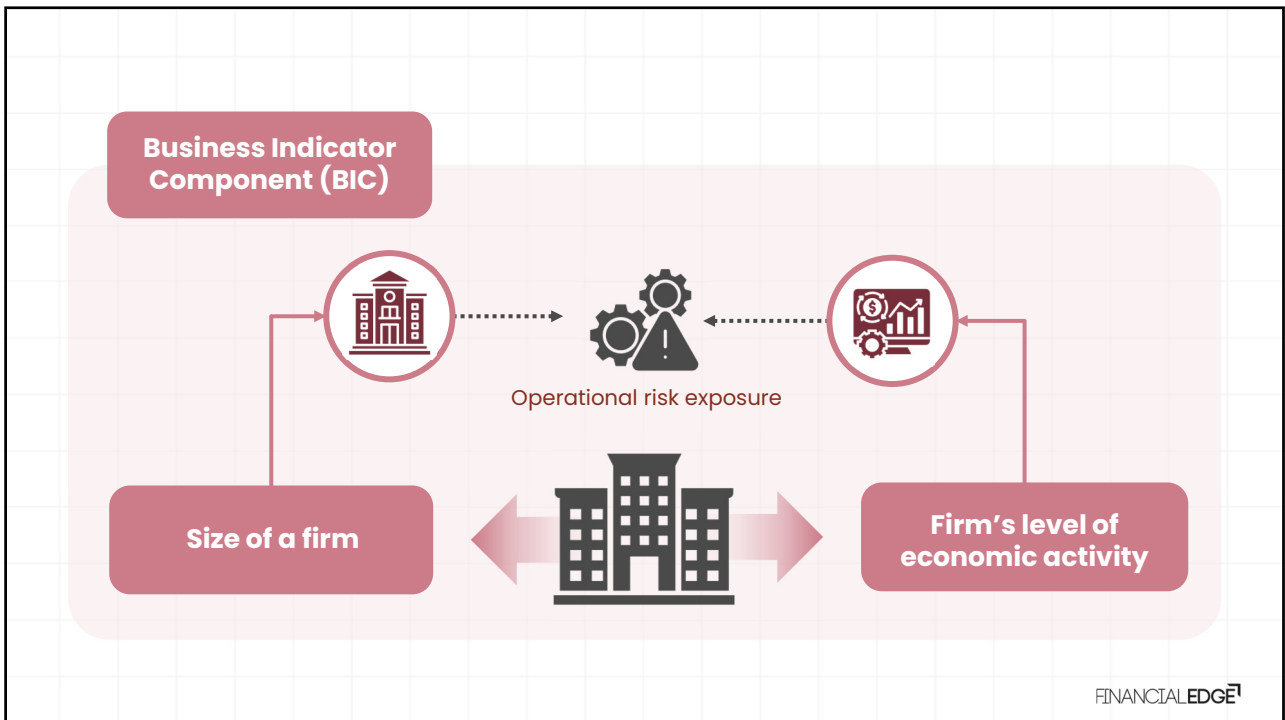 Business Indicator
Component (BIC)
Operational risk exposure
Size of a firm
Firm's level of
economic activity
FINANCIALEDGE